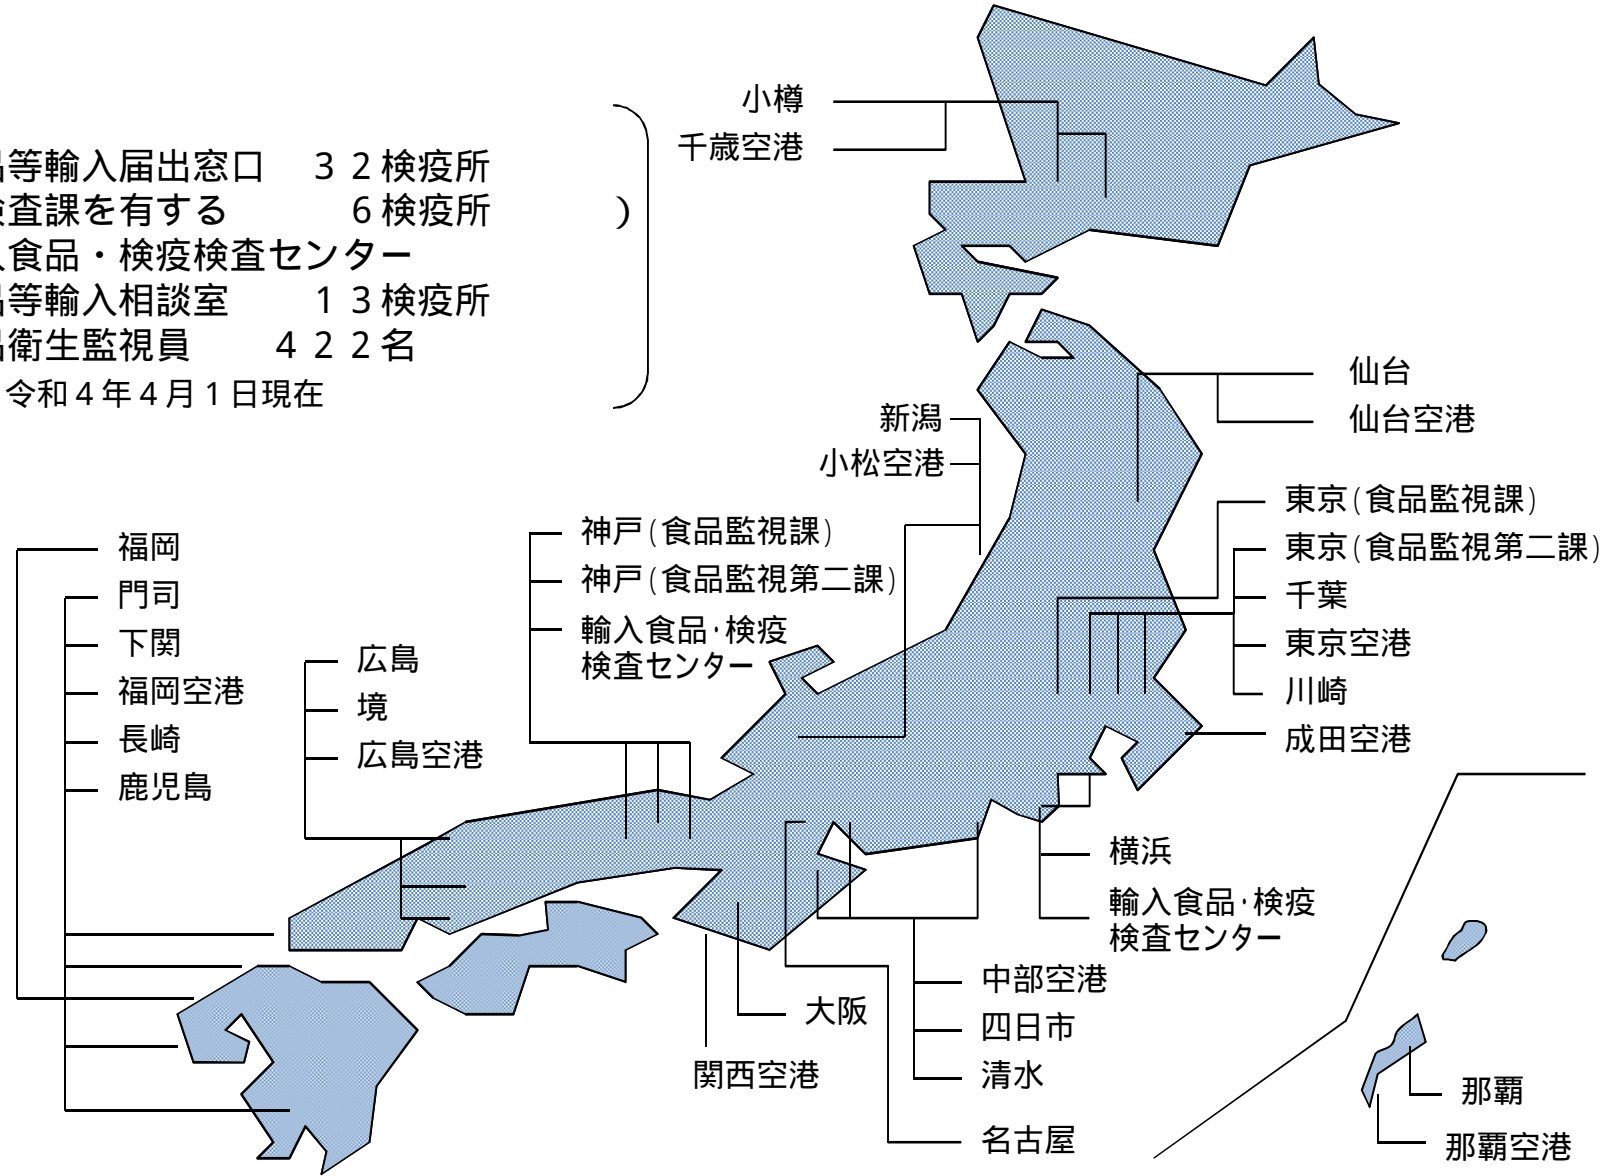 小樽
千歳空港
品等輸入届出窓口 32検疫所
検査課を有する 6検疫所 )
入食品・検疫検査センター
品等輸入相談室 13検疫所
品衛生監視員 422名
令和4年4月1日現在
仙台
仙台空港
新潟
小松空港
東京(食品監視課)
東京(食品監視第二課)
千葉
東京空港
川崎
成田空港
神戸(食品監視課)
神戸(食品監視第二課)
輸入食品・検疫
検査センター
福岡
門司
下関
福岡空港
長崎
鹿児島
広島
境
広島空港
横浜
輸入食品・検疫
検査センター
中部空港
四日市
清水
名古屋
大阪
関西空港
那覇
那覇空港